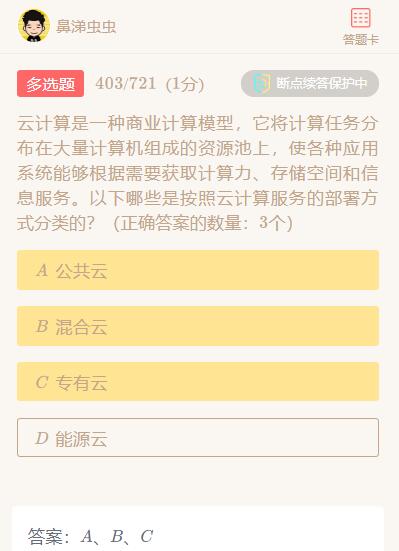 鼻涕虫虫
答题卡
多选题 403/721 (1分) 断点续答保护中
云计算是一种商业计算模型，它将计算任务分
布在大量计算机组成的资源池上，使各种应用
系统能够根据需要获取计算力、存储空间和信
息服务。以下哪些是按照云计算服务的部署方
式分类的？（正确答案的数量：3个）
A 公共云
B 混合云
C 专有云
D 能源云
答案：A、B、C